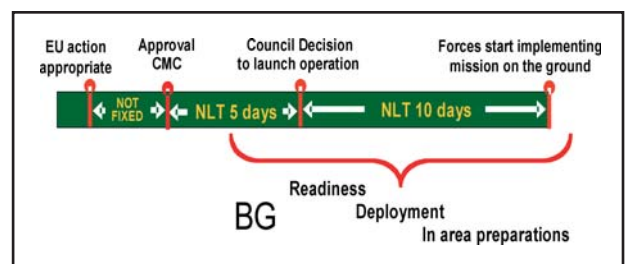 EU action
appropriate
Approval
CMC
Council Decision
to launch operation
Forces start implementing
mission on the ground
NOT
FIXED
NLT 5 days
NLT 10 days
Readiness
BG
Deployment
In area preparations